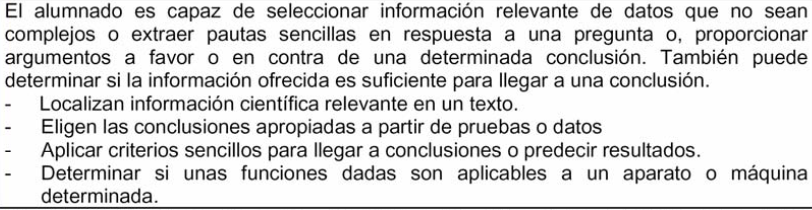 El alumnado es capaz de seleccionar información relevante de datos que no sean
complejos o extraer pautas sencillas en respuesta a una pregunta o, proporcionar
argumentos a favor o en contra de una determinada conclusión. También puede
determinar si la información ofrecida es suficiente para llegar a una conclusión.
- Localizan información científica relevante en un texto.
- Eligen las conclusiones apropiadas a partir de pruebas o datos
- Aplicar criterios sencillos para llegar a conclusiones o predecir resultados.
- Determinar si unas funciones dadas son aplicables a un aparato o máquina
determinada.